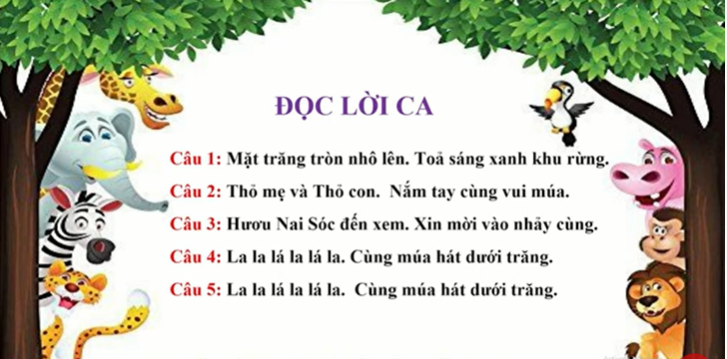 ĐỌC LỜI CA
Câu 1: Mặt trăng tròn nhô lên. Toả sáng xanh khu rừng.
Câu 2: Thỏ mẹ và Thỏ con. Nắm tay cùng vui múa.
Câu 3: Hươu Nai Sóc đến xem. Xin mời vào nhảy cùng.
Câu 4: La la lá la lá la. Cùng múa hát dưới trăng.
Câu 5: La la lá la lá la. Cùng múa hát dưới trăng.